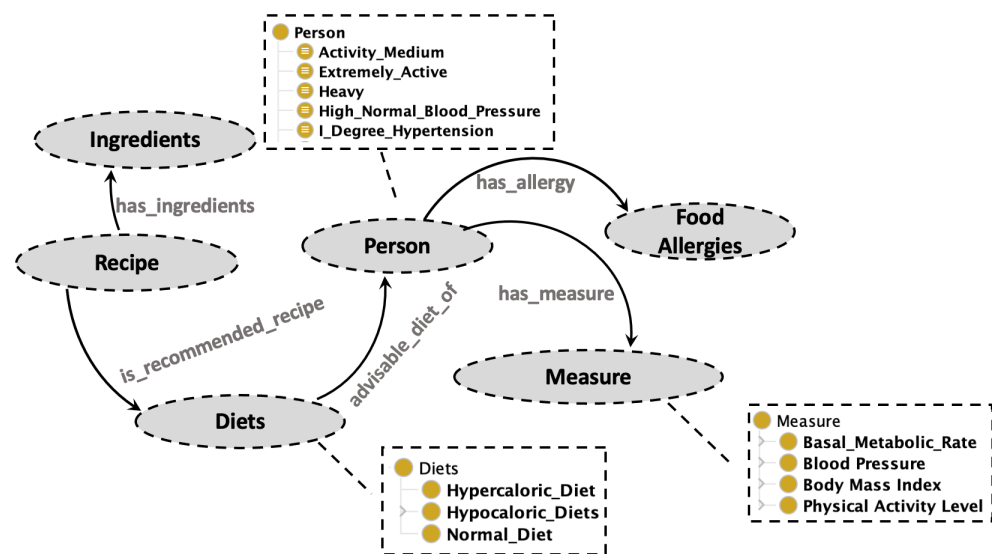 Person
Activity_Medium
Extremely_Active
Heavy
High_Normal_Blood_Pressure
I_Degree_Hypertension
Ingredients
has_ingredients
Recipe
is_recommended_recipe
Diets
advisable_diet_of
Person
has_allergy
Food
Allergies
has_measure
Measure
Diets
Hypercaloric_Diet
Hypocaloric_Diets
Normal_Diet
Measure
Basal_Metabolic_Rate
Blood Pressure
Body Mass Index
Physical Activity Level